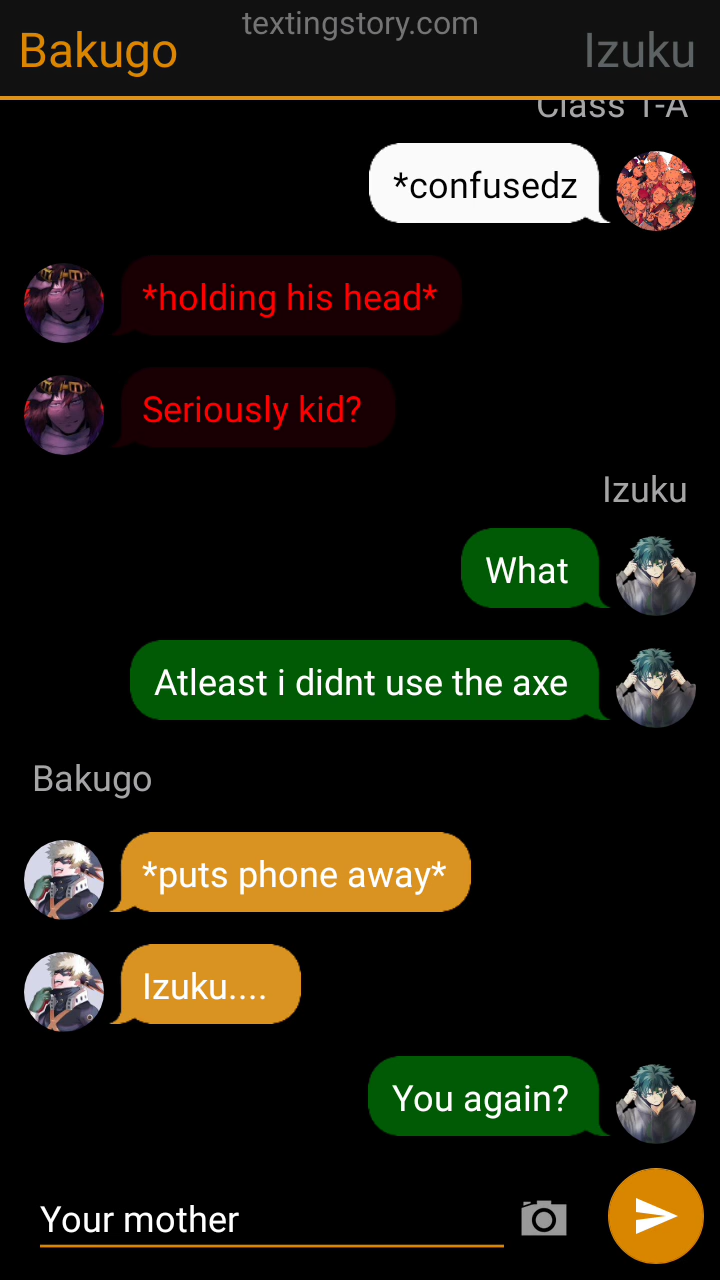 textingstory.com
Bakugo
Izuku
Class 1-A
*confusedz
*holding his head*
Seriously kid?
Izuku
What
Atleast i didnt use the axe
Bakugo
*puts phone away*
Izuku....
You again?
Your mother